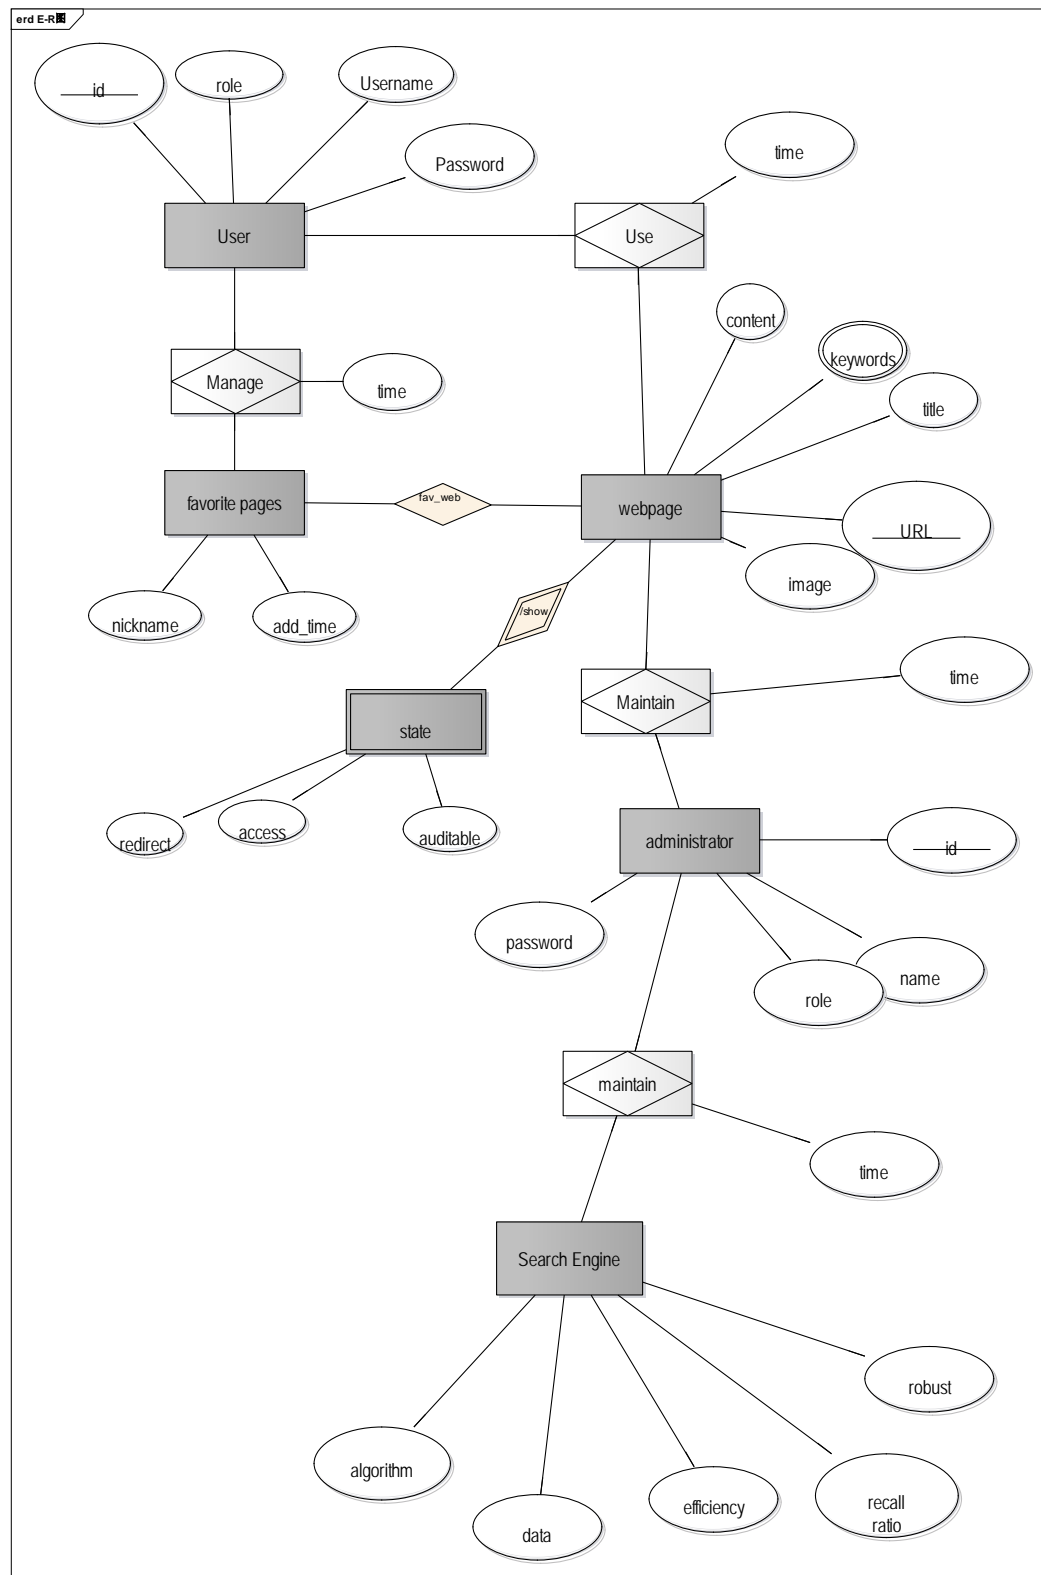 erd E-R图
id
role
Username
Password
time
User
Use
content
keywords
Manage
time
title
favorite pages
fav_web
webpage
URL
image
/show
nickname
add_time
time
Maintain
state
redirect
access
auditable
administrator
id
password
name
role
maintain
time
Search Engine
robust
algorithm
efficiency
recall
ratio
data